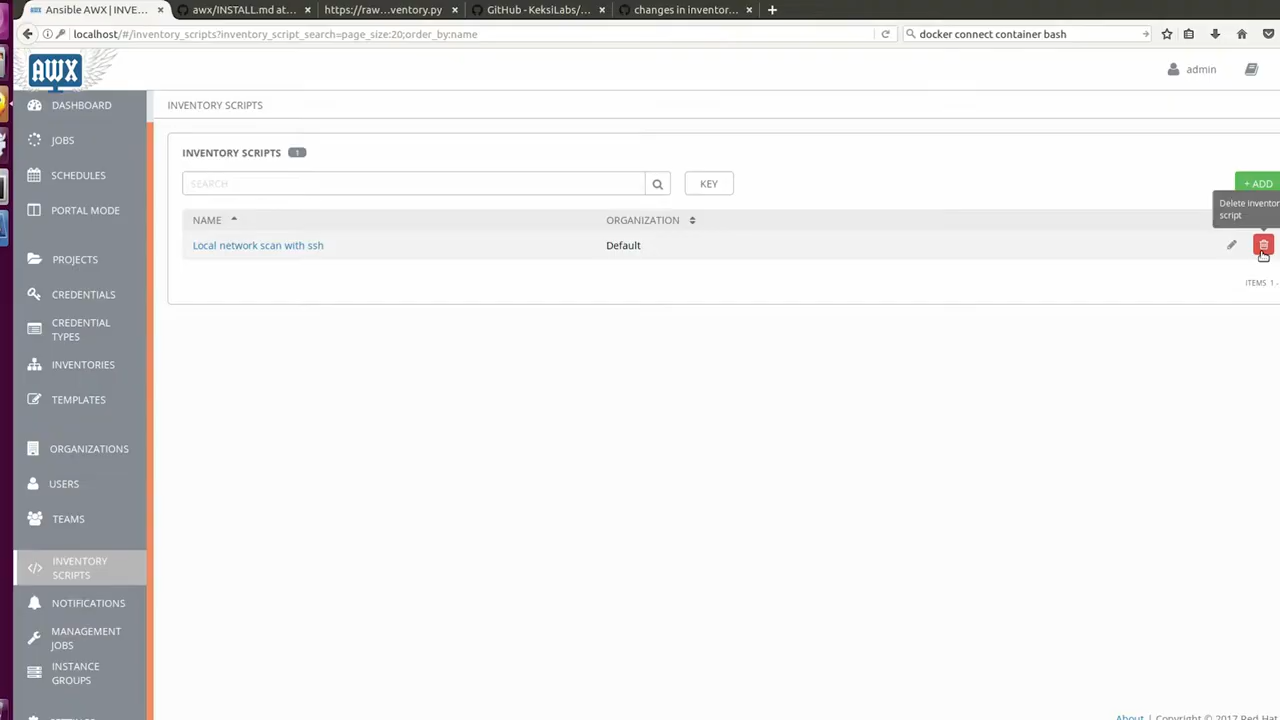 Ansible AWX | INVE...
awx/INSTALL.md at...
https://raw...ventory.py
GitHub - KeksiLabs/...
changes in inventor...
localhost/#/inventory_scripts?inventory_script_search=page_size:20;order_by:name
docker connect container bash
AWX
admin
DASHBOARD
JOBS
SCHEDULES
PORTAL MODE
PROJECTS
CREDENTIALS
CREDENTIAL
TYPES
INVENTORIES
TEMPLATES
ORGANIZATIONS
USERS
TEAMS
INVENTORY
SCRIPTS
NOTIFICATIONS
MANAGEMENT
JOBS
INSTANCE
GROUPS
INVENTORY SCRIPTS
INVENTORY SCRIPTS 1
SEARCH
KEY
+ ADD
Delete inventor
script
NAME
ORGANIZATION
Local network scan with ssh
Default
ITEMS 1 -
About | Copyright © 2017 Red Hat